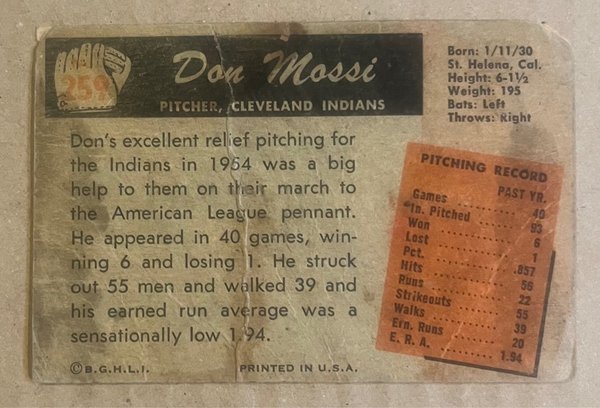 259
Don Mossi
PITCHER, CLEVELAND INDIANS
Born: 1/11/30
St. Helena, Cal.
Height: 6-1½
Weight: 195
Bats: Left
Throws: Right
Don's excellent relief pitching for
the Indians in 1954 was a big
help to them on their march to
the American League pennant.
He appeared in 40 games, win-
ning 6 and losing 1. He struck
out 55 men and walked 39 and
his earned run average was a
sensationally low 1.94.
PITCHING RECORD
PAST YR.
Games 40
In. Pitched 93
Won 6
Lost 1
Pct. .857
Hits 56
Runs 22
Strikeouts 55
Walks 39
Ern. Runs 20
E. R. A. 1.94
© B.G.H.L.I. PRINTED IN U.S.A.